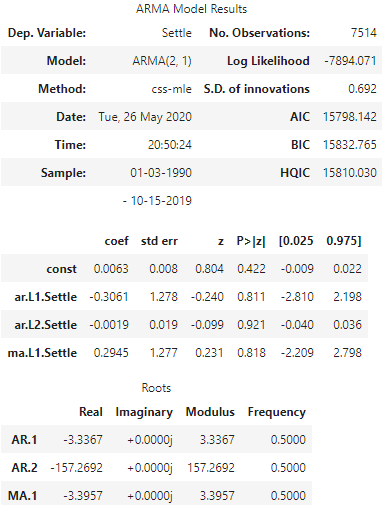 ARMA Model Results
Dep. Variable: Settle No. Observations: 7514
Model: ARMA(2, 1) Log Likelihood -7894.071
Method: css-mle S.D. of innovations 0.692
Date: Tue, 26 May 2020 AIC 15798.142
Time: 20:50:24 BIC 15832.765
Sample: 01-03-1990 HQIC 15810.030
- 10-15-2019
coef std err z P>|z| [0.025 0.975]
const 0.0063 0.008 0.804 0.422 -0.009 0.022
ar.L1.Settle -0.3061 1.278 -0.240 0.811 -2.810 2.198
ar.L2.Settle -0.0019 0.019 -0.099 0.921 -0.040 0.036
ma.L1.Settle 0.2945 1.277 0.231 0.818 -2.209 2.798
Roots
Real Imaginary Modulus Frequency
AR.1 -3.3367 +0.0000j 3.3367 0.5000
AR.2 -157.2692 +0.0000j 157.2692 0.5000
MA.1 -3.3957 +0.0000j 3.3957 0.5000